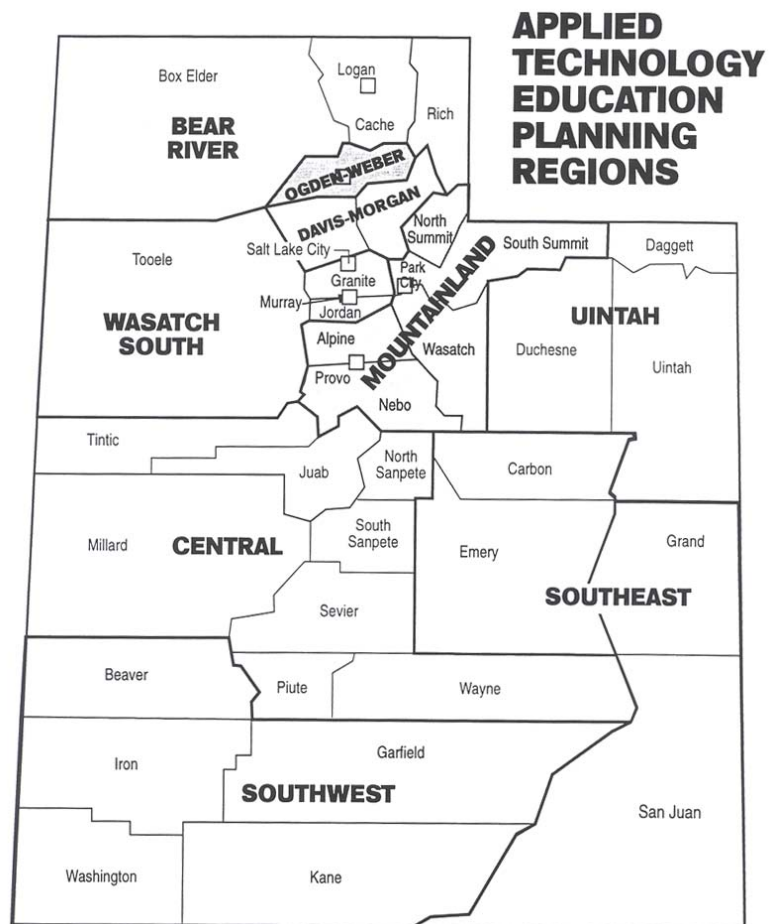 APPLIED
TECHNOLOGY
EDUCATION
PLANNING
REGIONS
Box Elder
Logan
Rich
BEAR
RIVER
Cache
OGDEN-WEBER
DAVIS-MORGAN
North
Summit
Salt Lake City
South Summit
Daggett
Tooele
Park
City
Granite
Murray
Jordan
MOUNTAINLAND
WASATCH
SOUTH
UINTAH
Alpine
Wasatch
Duchesne
Uintah
Provo
Nebo
Tintic
Juab
North
Sanpete
Carbon
Millard
CENTRAL
South
Sanpete
Emery
Grand
SOUTHEAST
Sevier
Beaver
Piute
Wayne
Iron
Garfield
SOUTHWEST
San Juan
Washington
Kane